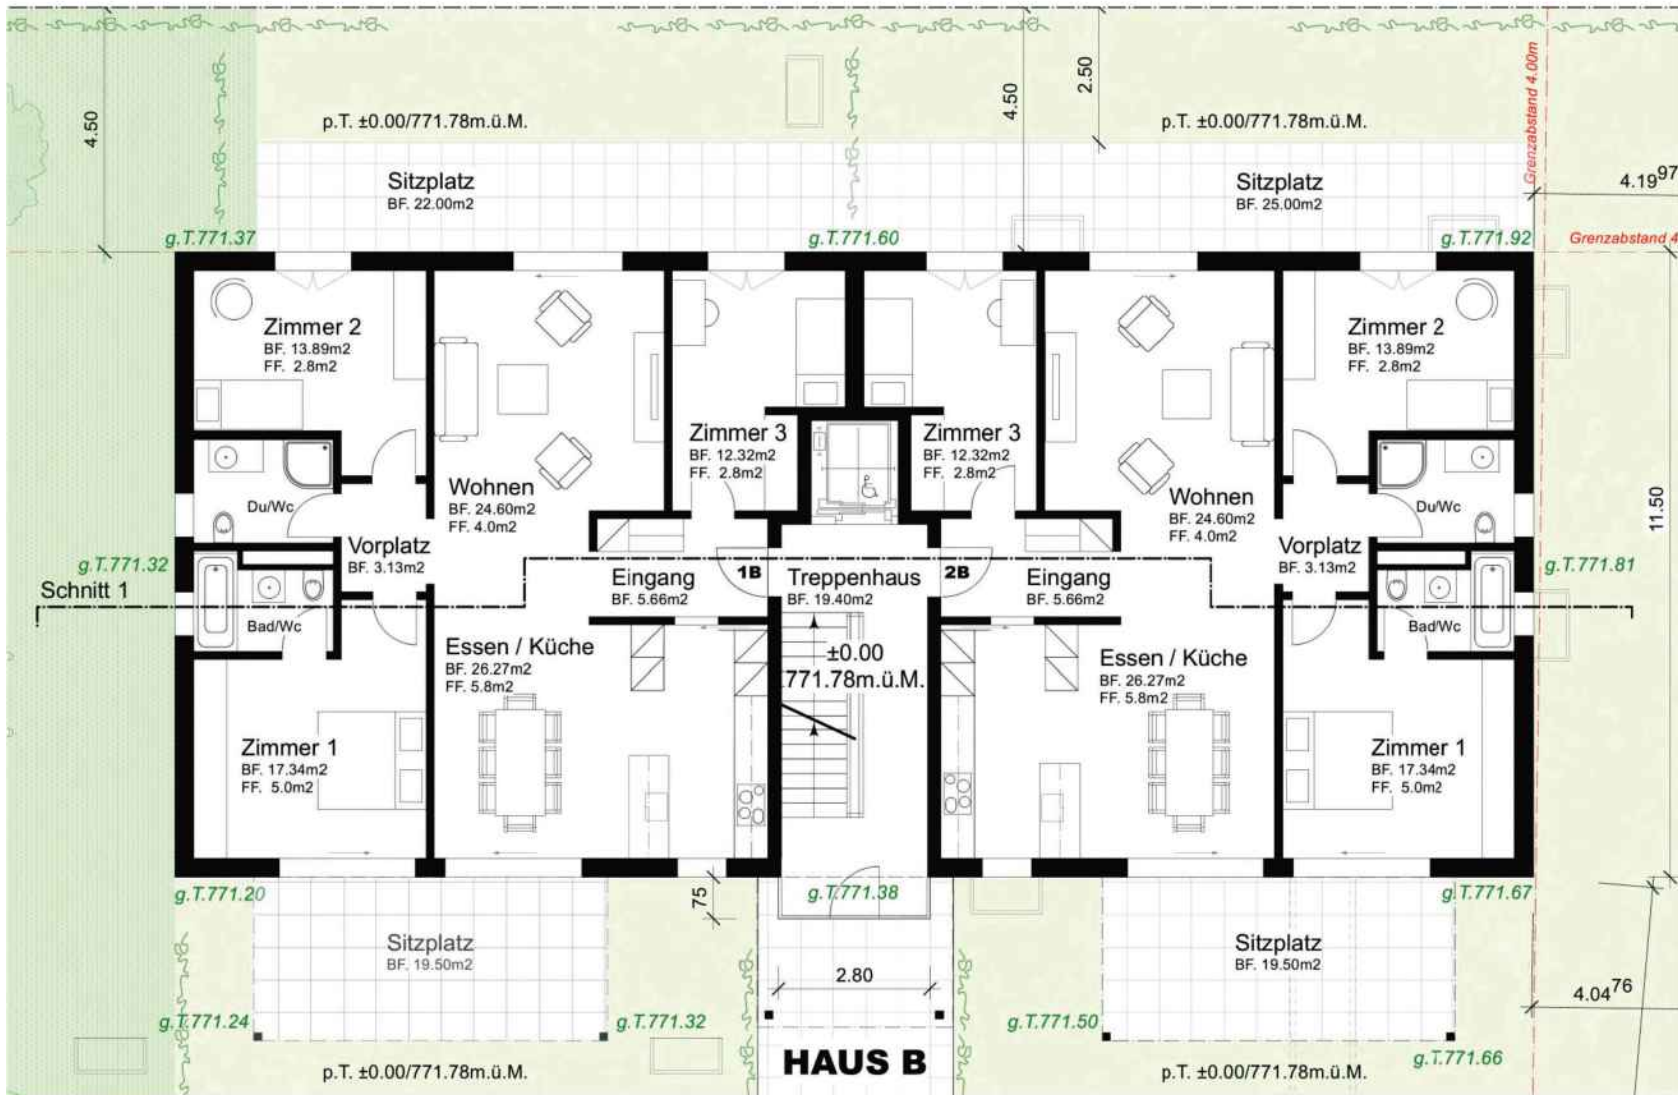 4.50
4.50
2.50
Grenzabstand 4.00m
p.T. ±0.00/771.78m.ü.M.
p.T. ±0.00/771.78m.ü.M.
Sitzplatz
BF. 22.00m2
Sitzplatz
BF. 25.00m2
4.19⁹⁷
g.T.771.37
g.T.771.60
g.T.771.92
Grenzabstand 4
Zimmer 2
BF. 13.89m2
FF. 2.8m2
Zimmer 2
BF. 13.89m2
FF. 2.8m2
Zimmer 3
BF. 12.32m2
FF. 2.8m2
Zimmer 3
BF. 12.32m2
FF. 2.8m2
Wohnen
BF. 24.60m2
FF. 4.0m2
Wohnen
BF. 24.60m2
FF. 4.0m2
Du/Wc
Du/Wc
11.50
Vorplatz
BF. 3.13m2
Vorplatz
BF. 3.13m2
g.T.771.32
g.T.771.81
Schnitt 1
Eingang
BF. 5.66m2
1B
Treppenhaus
BF. 19.40m2
2B
Eingang
BF. 5.66m2
Bad/Wc
Bad/Wc
Essen / Küche
BF. 26.27m2
FF. 5.8m2
±0.00
771.78m.ü.M.
Essen / Küche
BF. 26.27m2
FF. 5.8m2
Zimmer 1
BF. 17.34m2
FF. 5.0m2
Zimmer 1
BF. 17.34m2
FF. 5.0m2
g.T.771.20
75
g.T.771.38
g.T.771.67
Sitzplatz
BF. 19.50m2
Sitzplatz
BF. 19.50m2
2.80
4.04⁷⁶
g.T.771.24
g.T.771.32
g.T.771.50
g.T.771.66
HAUS B
p.T. ±0.00/771.78m.ü.M.
p.T. ±0.00/771.78m.ü.M.